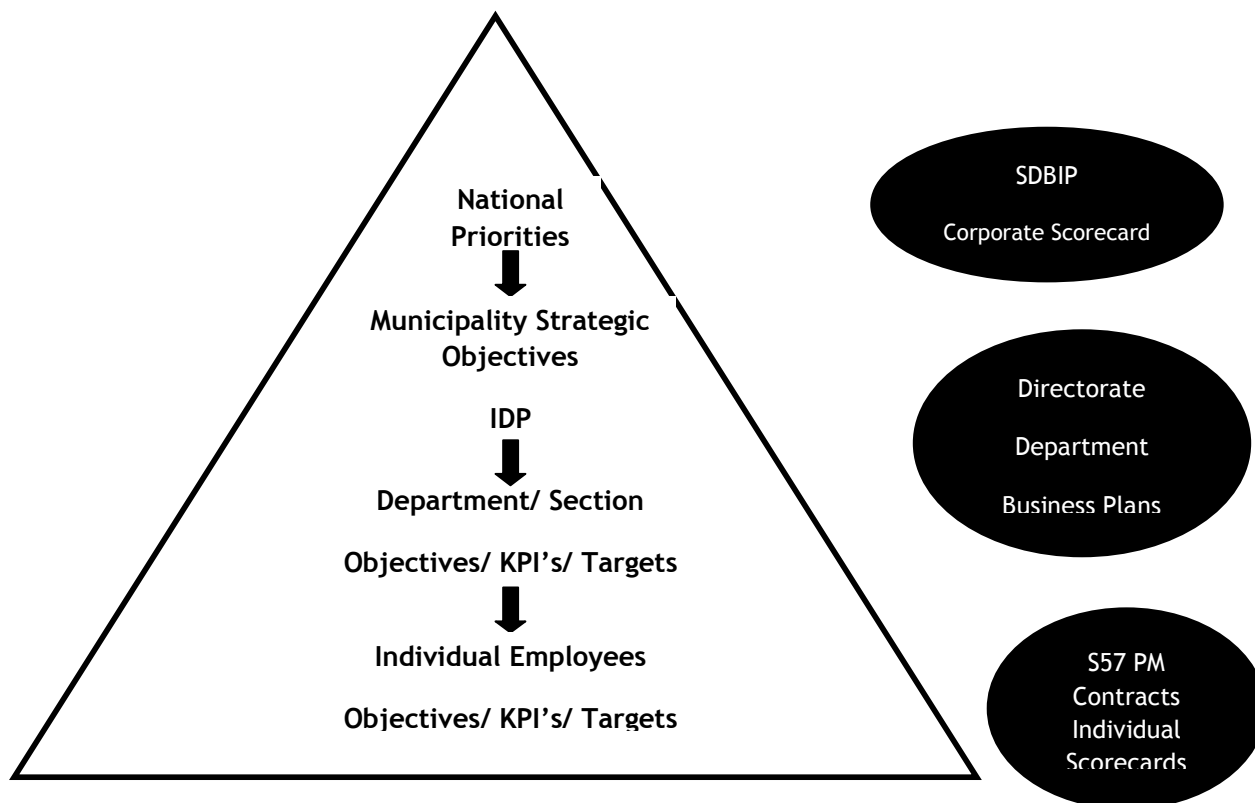 National
Priorities
Municipality Strategic
Objectives
IDP
Department/ Section
Objectives/ KPI's/ Targets
Individual Employees
Objectives/ KPI's/ Targets
SDBIP
Corporate Scorecard
Directorate
Department
Business Plans
S57 PM
Contracts
Individual
Scorecards